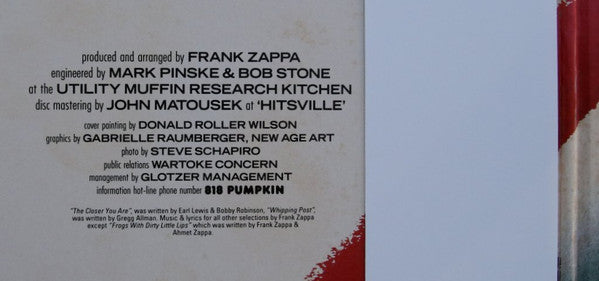 produced and arranged by FRANK ZAPPA
engineered by MARK PINSKE & BOB STONE
at the UTILITY MUFFIN RESEARCH KITCHEN
disc mastering by JOHN MATOUSEK at 'HITSVILLE'
cover painting by DONALD ROLLER WILSON
graphics by GABRIELLE RAUMBERGER, NEW AGE ART
photo by STEVE SCHAPIRO
public relations WARTOKE CONCERN
management by GLOTZER MANAGEMENT
information hot-line phone number 818 PUMPKIN
"The Closer You Are", was written by Earl Lewis & Bobby Robinson, "Whipping Post",
was written by Gregg Allman. Music & lyrics for all other selections by Frank Zappa
except "Frogs With Dirty Little Lips" which was written by Frank Zappa &
Ahmet Zappa.